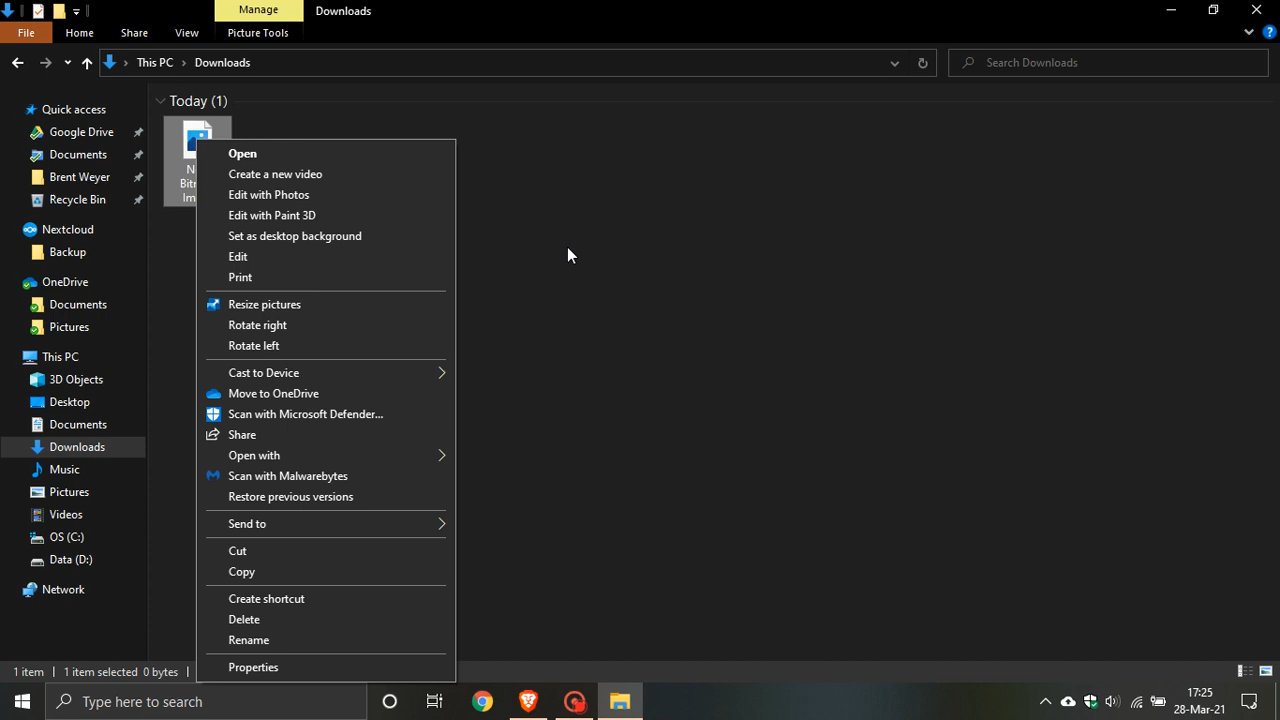 Manage
Downloads
File
Home
Share
View
Picture Tools
This PC
Downloads
Search Downloads
Quick access
Google Drive
Documents
Brent Weyer
Recycle Bin
Nextcloud
Backup
OneDrive
Documents
Pictures
This PC
3D Objects
Desktop
Documents
Downloads
Music
Pictures
Videos
OS (C:)
Data (D:)
Network
Today (1)
Open
Create a new video
Edit with Photos
Edit with Paint 3D
Set as desktop background
Edit
Print
Resize pictures
Rotate right
Rotate left
Cast to Device
Move to OneDrive
Scan with Microsoft Defender...
Share
Open with
Scan with Malwarebytes
Restore previous versions
Send to
Cut
Copy
Create shortcut
Delete
Rename
Properties
1 item
1 item selected 0 bytes
Type here to search
17:25
28-Mar-21